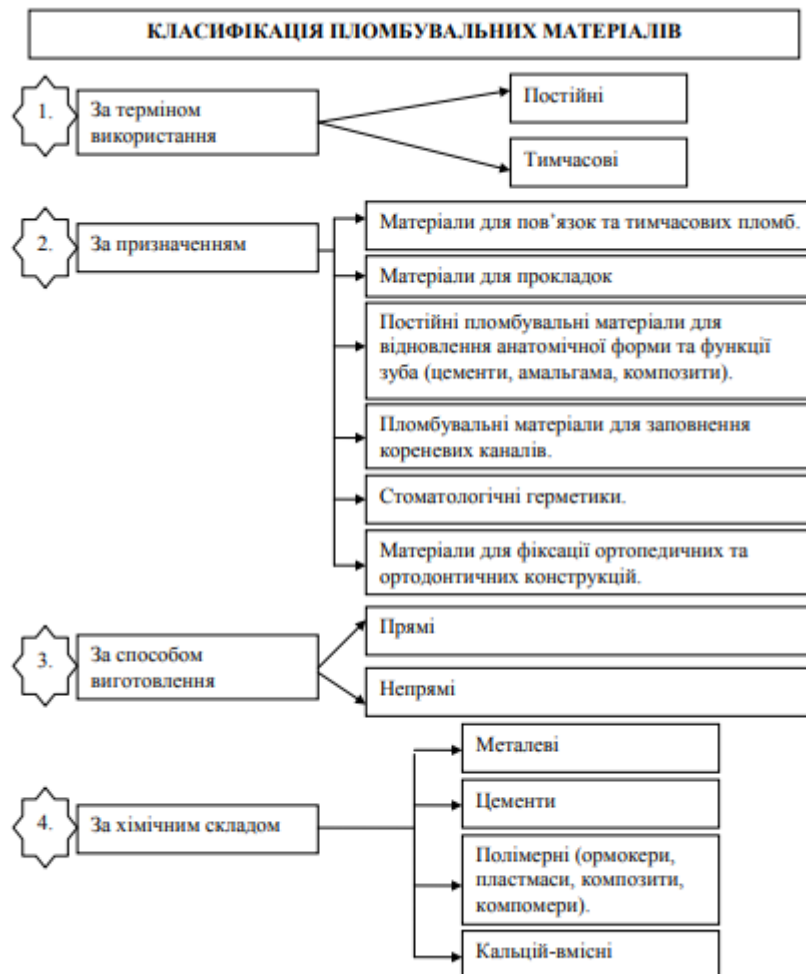 КЛАСИФІКАЦІЯ ПЛОМБУВАЛЬНИХ МАТЕРІАЛІВ
1.
За терміном
використання
Постійні
Тимчасові
2.
За призначенням
Матеріали для пов’язок та тимчасових пломб.
Матеріали для прокладок
Постійні пломбувальні матеріали для
відновлення анатомічної форми та функції
зуба (цементи, амальгама, композити).
Пломбувальні матеріали для заповнення
кореневих каналів.
Стоматологічні герметики.
Матеріали для фіксації ортопедичних та
ортодонтичних конструкцій.
3.
За способом
виготовлення
Прямі
Непрямі
4.
За хімічним складом
Металеві
Цементи
Полімерні (ормокери,
пластмаси, композити,
компомери).
Кальцій-вмісні